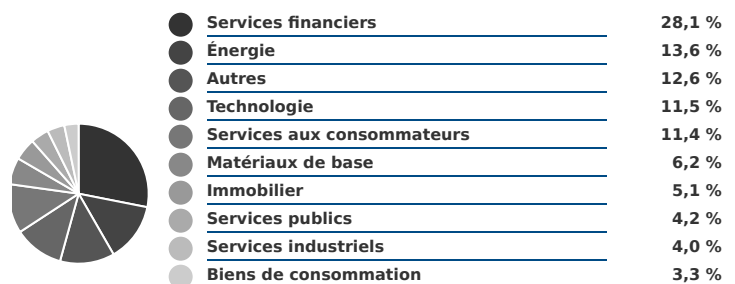 Services financiers 28,1 %
Énergie 13,6 %
Autres 12,6 %
Technologie 11,5 %
Services aux consommateurs 11,4 %
Matériaux de base 6,2 %
Immobilier 5,1 %
Services publics 4,2 %
Services industriels 4,0 %
Biens de consommation 3,3 %